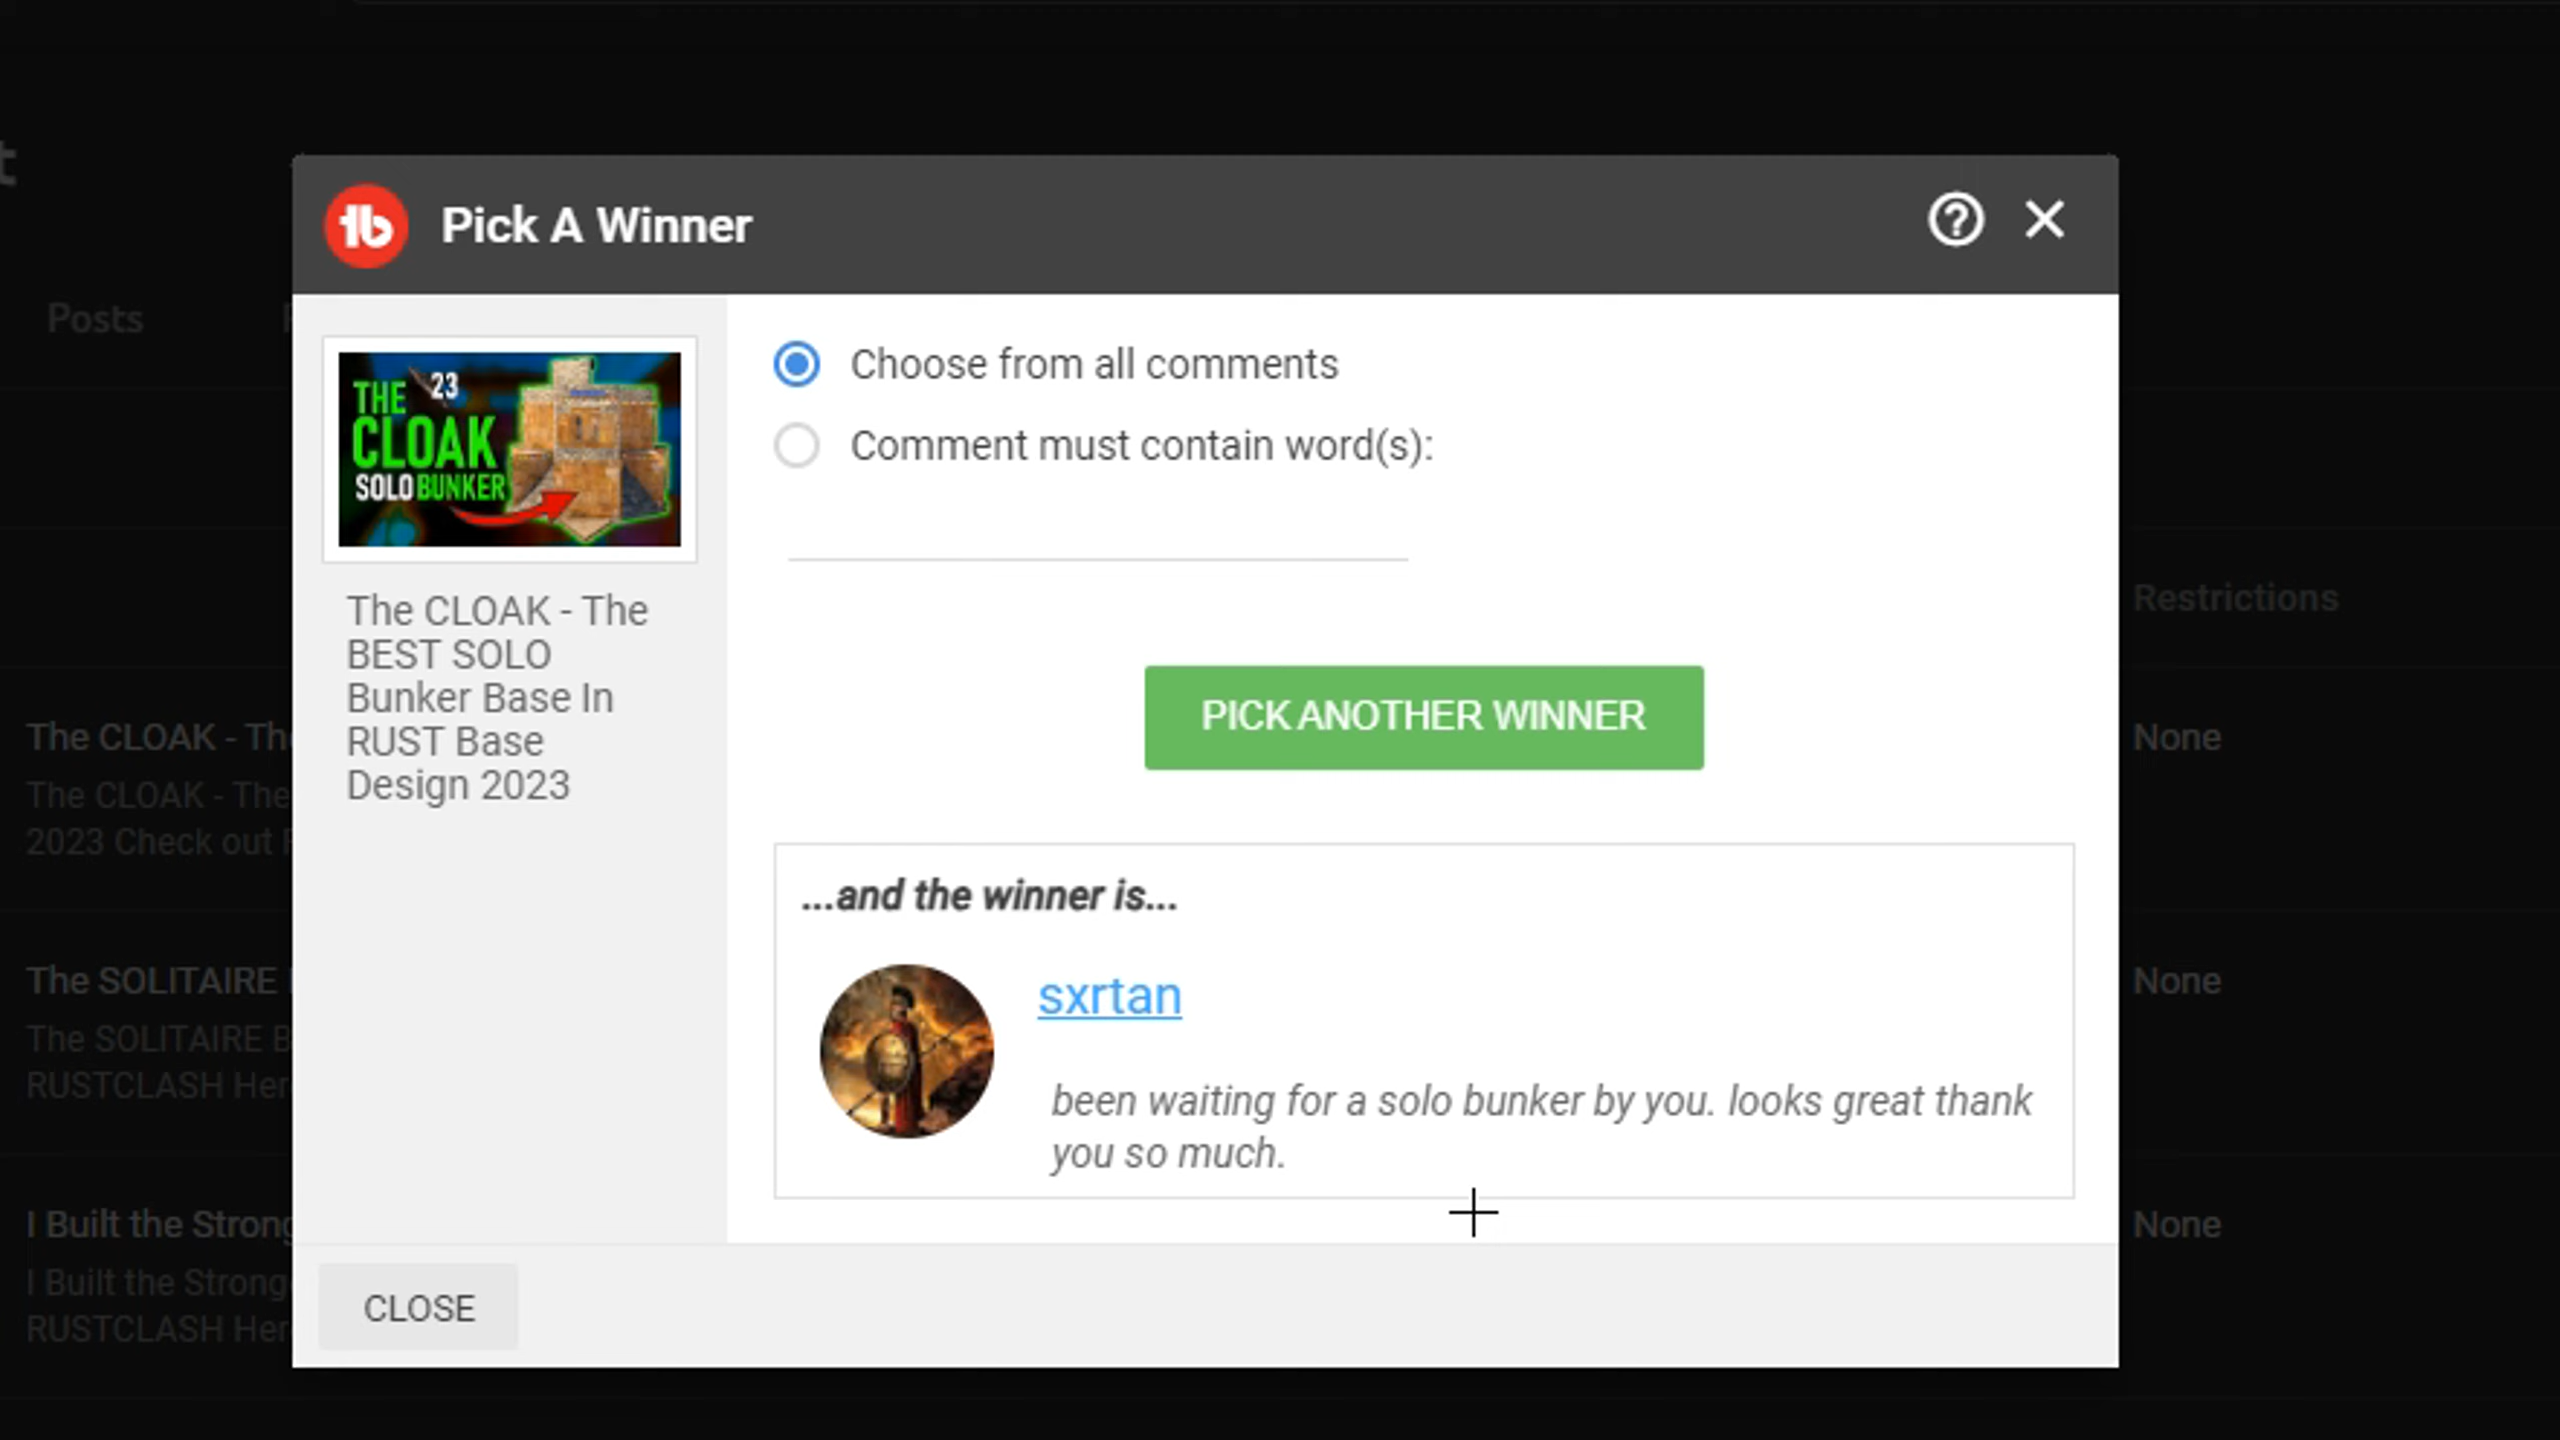 t
Pick A Winner
Posts
THE 23
CLOAK
SOLO BUNKER
The CLOAK - The
BEST SOLO
Bunker Base In
RUST Base
Design 2023
Choose from all comments
Comment must contain word(s):
PICK ANOTHER WINNER
...and the winner is...
sxrtan
been waiting for a solo bunker by you. looks great thank
you so much.
CLOSE
Restrictions
The CLOAK - The
None
The CLOAK - The
2023 Check out
The SOLITAIRE
None
The SOLITAIRE B
RUSTCLASH Her
I Built the Strong
None
I Built the Strong
RUSTCLASH Her